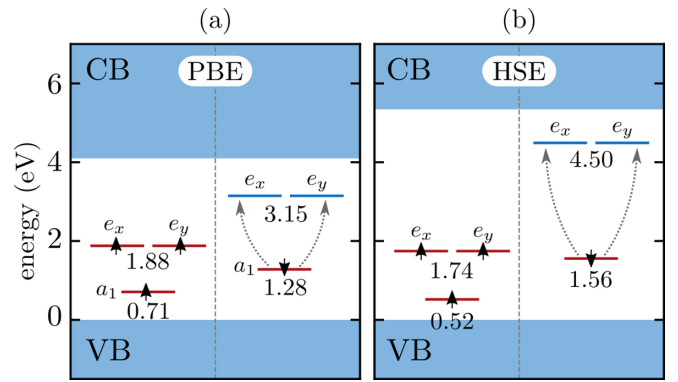 (a)
(b)
CB
PBE
CB
HSE
energy (eV)
6
4
2
0
e_x
e_y
1.88
a_1
0.71
e_x
e_y
3.15
a_1
1.28
e_x
e_y
1.74
0.52
e_x
e_y
4.50
1.56
VB
VB